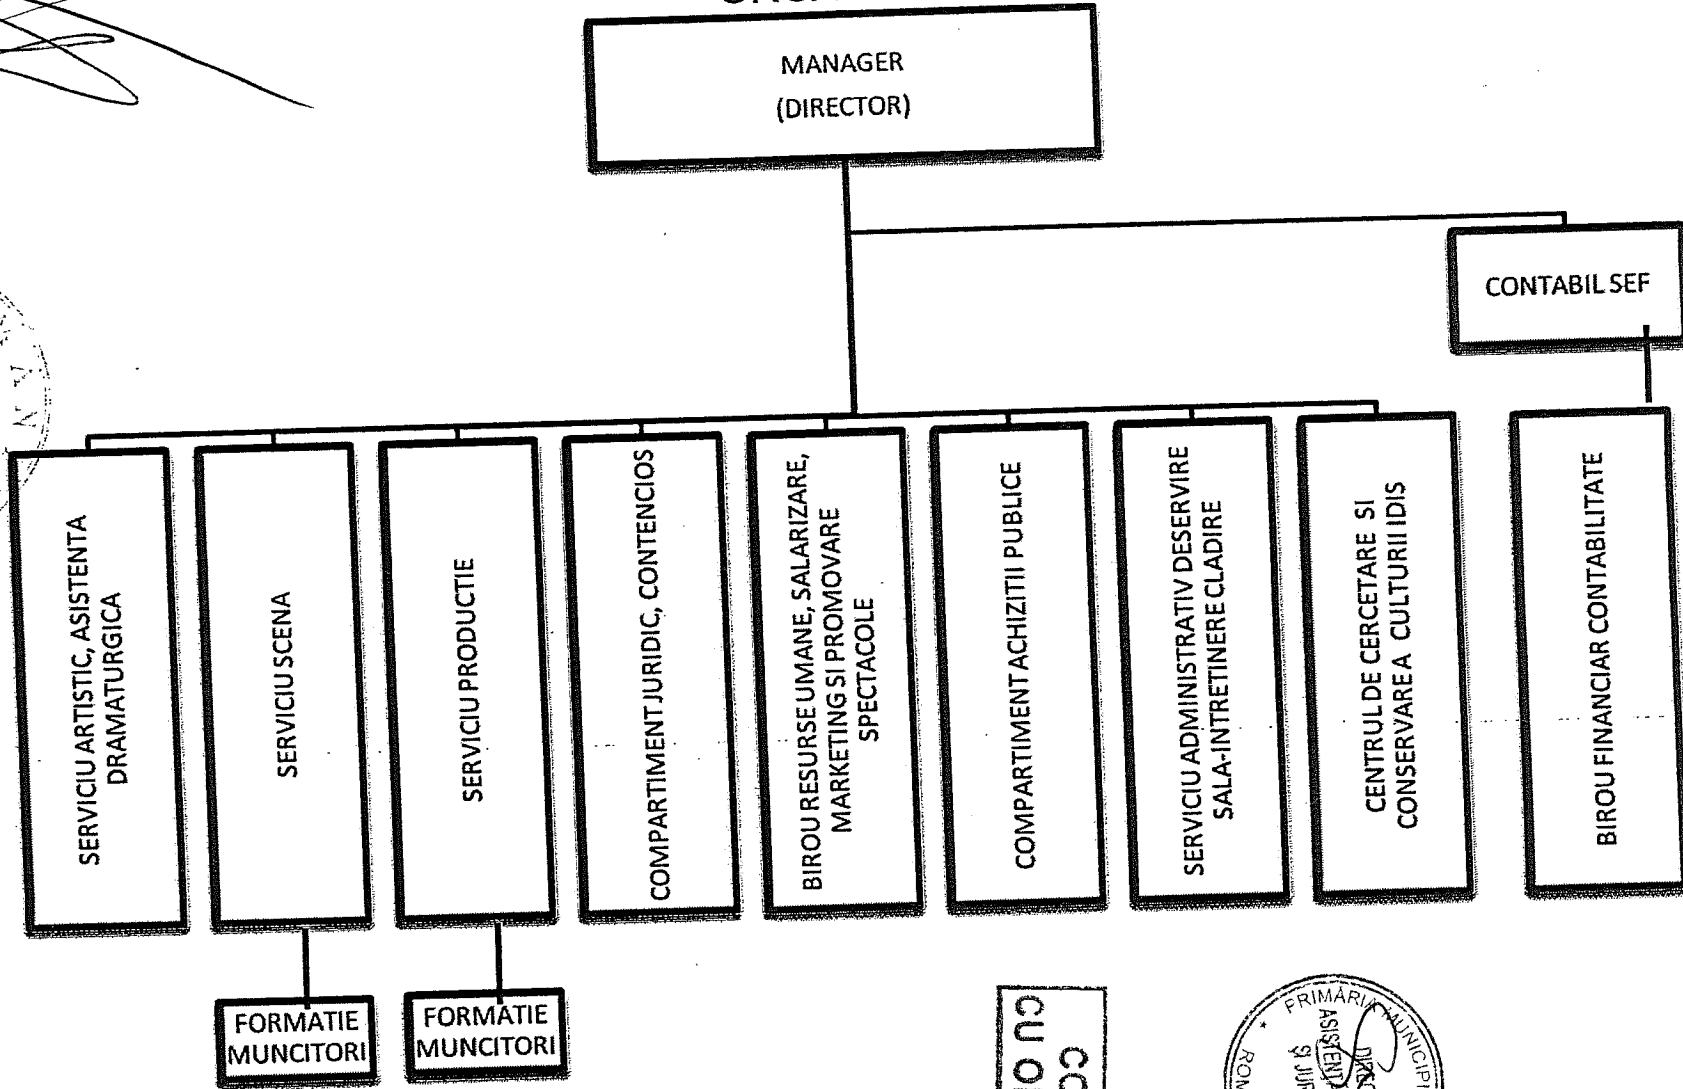 MANAGER
(DIRECTOR)
CONTABIL SEF
SERVICIU ARTISTIC, ASISTENTA
DRAMATURGICA
SERVICIU SCENA
SERVICIU PRODUCTIE
COMPARTIMENT JURIDIC, CONTENCIOS
BIROU RESURSE UMANE, SALARIZARE,
MARKETING SI PROMOVARE
SPECTACOLE
COMPARTIMENT ACHIZITII PUBLICE
SERVICIU ADMINISTRATIV DESERVIRE
SALA-INTRETINERE CLADIRE
CENTRUL DE CERCETARE SI
CONSERVARE A CULTURII IDIS
BIROU FINANCIAR CONTABILITATE
FORMATIE
MUNCITORI
FORMATIE
MUNCITORI
CU
PRIMĂRIA